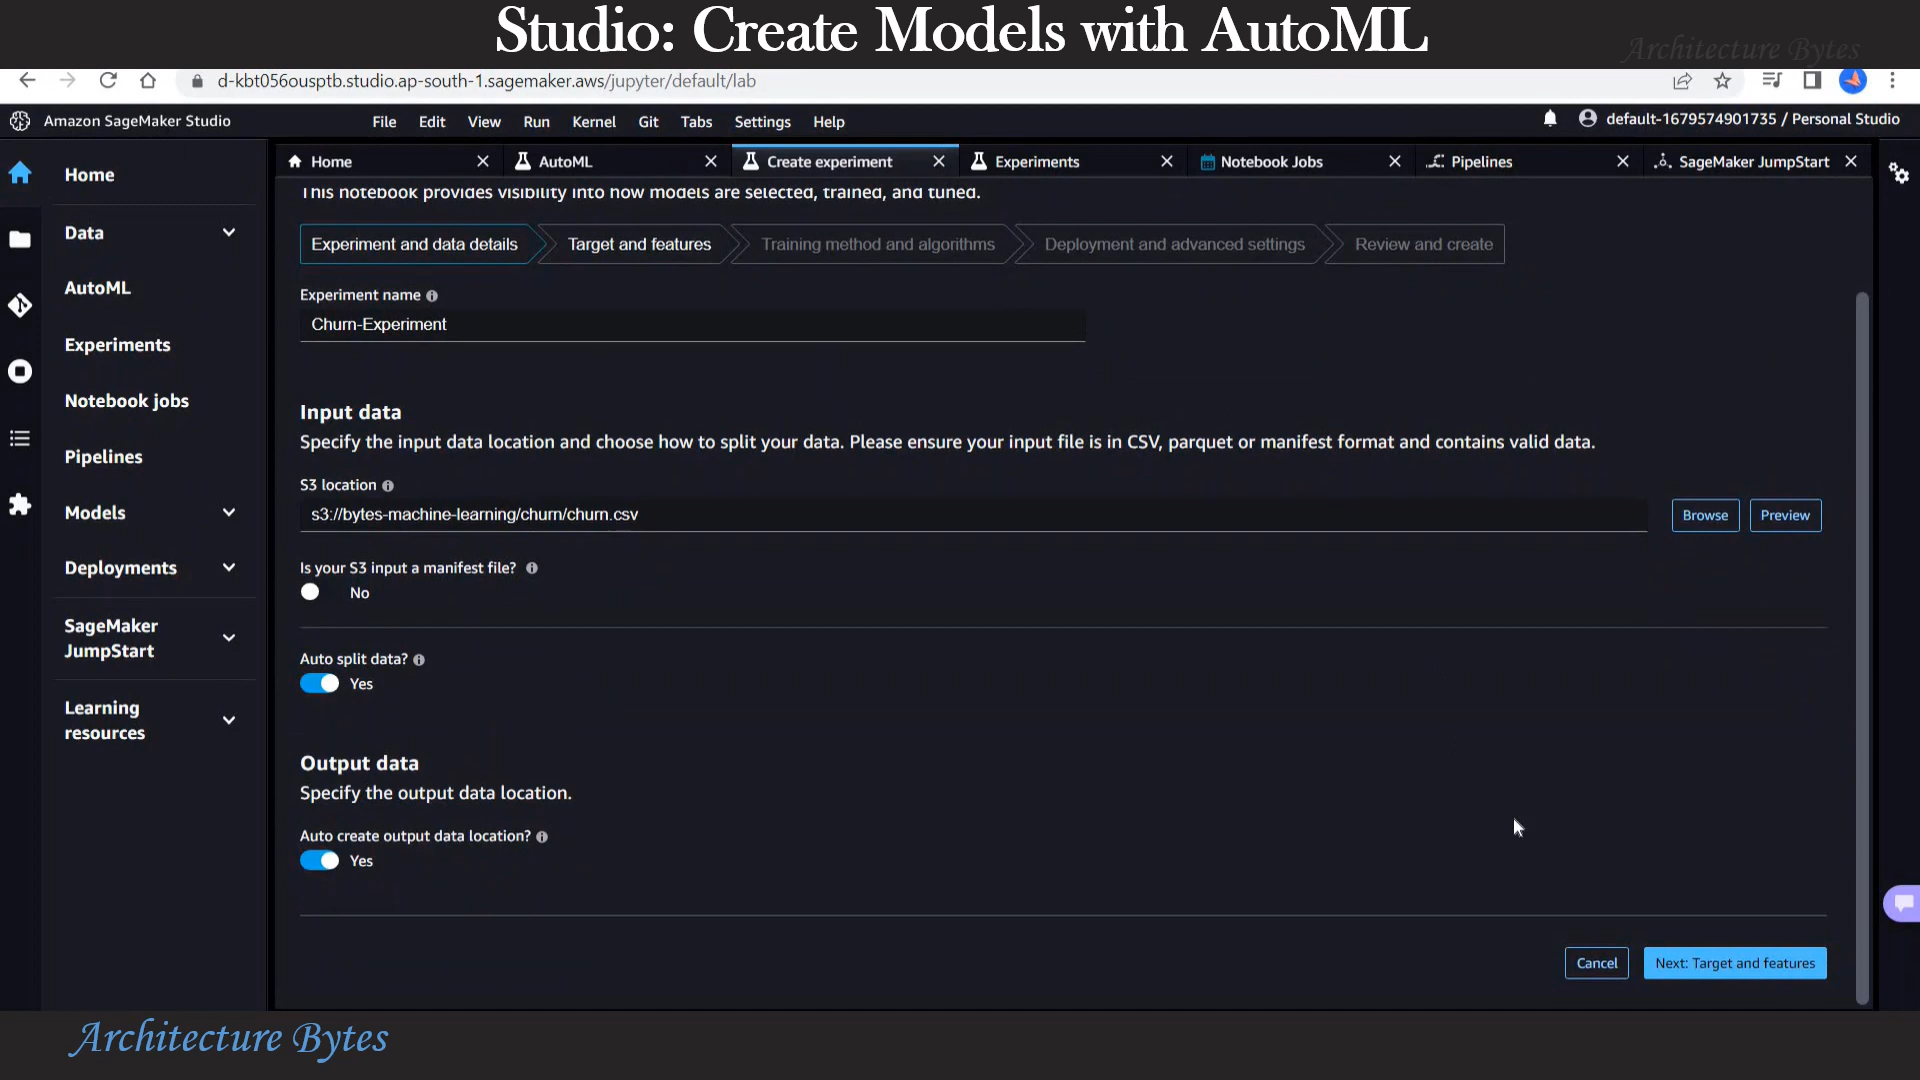 Studio: Create Models with AutoML
Architecture Bytes
d-kbt056ousptb.studio.ap-south-1.sagemaker.aws/jupyter/default/lab
Amazon SageMaker Studio
File Edit View Run Kernel Git Tabs Settings Help
default-1679574901735 / Personal Studio
Home
Data
AutoML
Experiments
Notebook jobs
Pipelines
Models
Deployments
SageMaker
JumpStart
Learning
resources
Home AutoML Create experiment Experiments Notebook Jobs Pipelines SageMaker JumpStart
This notebook provides visibility into how models are selected, trained, and tuned.
Experiment and data details Target and features Training method and algorithms Deployment and advanced settings Review and create
Experiment name
Churn-Experiment
Input data
Specify the input data location and choose how to split your data. Please ensure your input file is in CSV, parquet or manifest format and contains valid data.
S3 location
s3://bytes-machine-learning/churn/churn.csv
Browse Preview
Is your S3 input a manifest file?
No
Auto split data?
Yes
Output data
Specify the output data location.
Auto create output data location?
Yes
Cancel Next: Target and features
Architecture Bytes